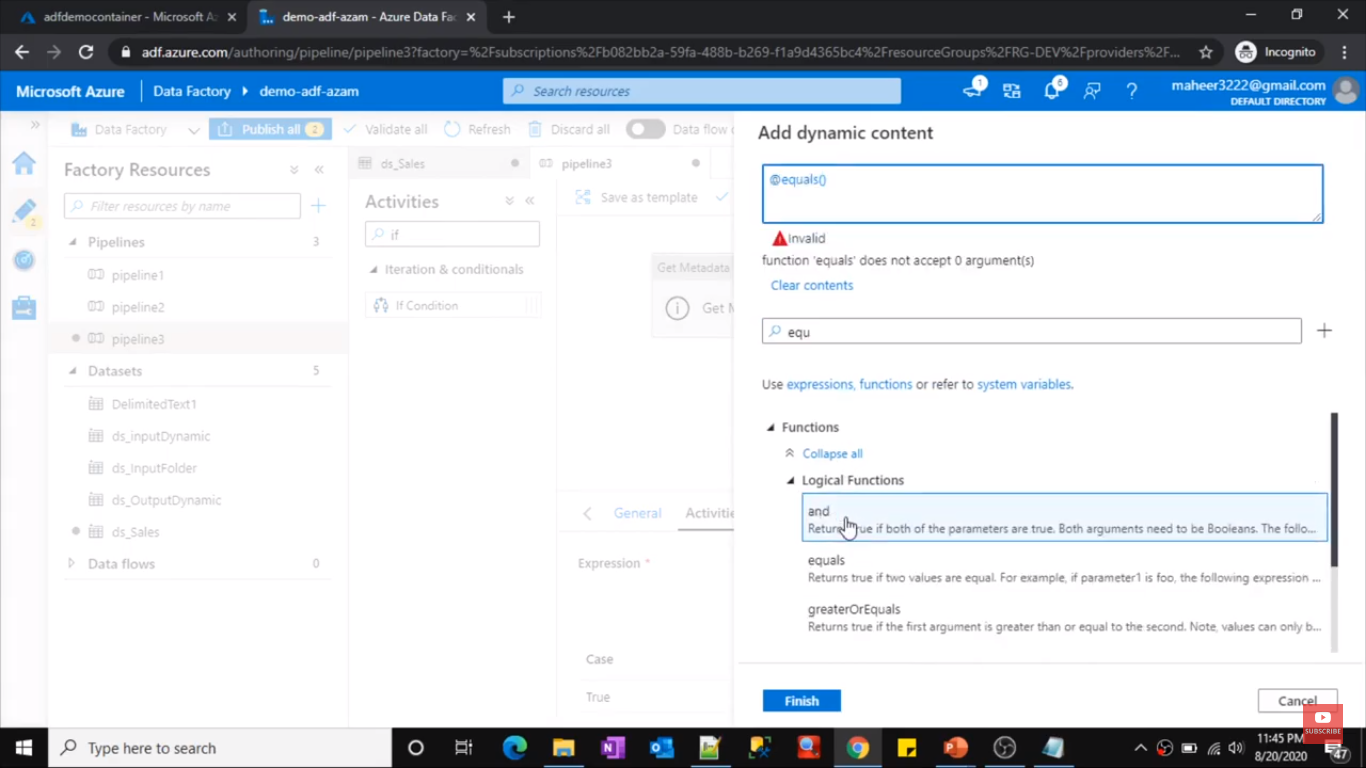 adfdemocontainer - Microsoft A
demo-adf-azam - Azure Data Fac
adf.azure.com/authoring/pipeline/pipeline3?factory=%2Fsubscriptions%2Fb082bb2a-59fa-488b-b269-f1a9d4365bc4%2FresourceGroups%2FRG-DEV%2Fproviders%2F...
Incognito
Microsoft Azure
Data Factory
demo-adf-azam
Search resources
1
6
maheer3222@gmail.com
DEFAULT DIRECTORY
Data Factory
Publish all 2
Validate all
Refresh
Discard all
Data flow
Add dynamic content
Factory Resources
ds_Sales
pipeline3
@equals()
Filter resources by name
Activities
Save as template
2
if
Invalid
Pipelines 3
function 'equals' does not accept 0 argument(s)
Iteration & conditionals
Get Metadata
pipeline1
Clear contents
If Condition
Get M
pipeline2
equ
pipeline3
Datasets 5
Use expressions, functions or refer to system variables.
DelimitedText1
Functions
ds_inputDynamic
Collapse all
ds_InputFolder
Logical Functions
ds_OutputDynamic
and
General
Activitie
Returns true if both of the parameters are true. Both arguments need to be Booleans. The follo...
ds_Sales
equals
Data flows 0
Expression *
Returns true if two values are equal. For example, if parameter1 is foo, the following expression ...
greaterOrEquals
Returns true if the first argument is greater than or equal to the second. Note, values can only b...
Case
True
Finish
Cancel
SUBSCRIBE
Type here to search
11:45 PM
8/20/2020
47